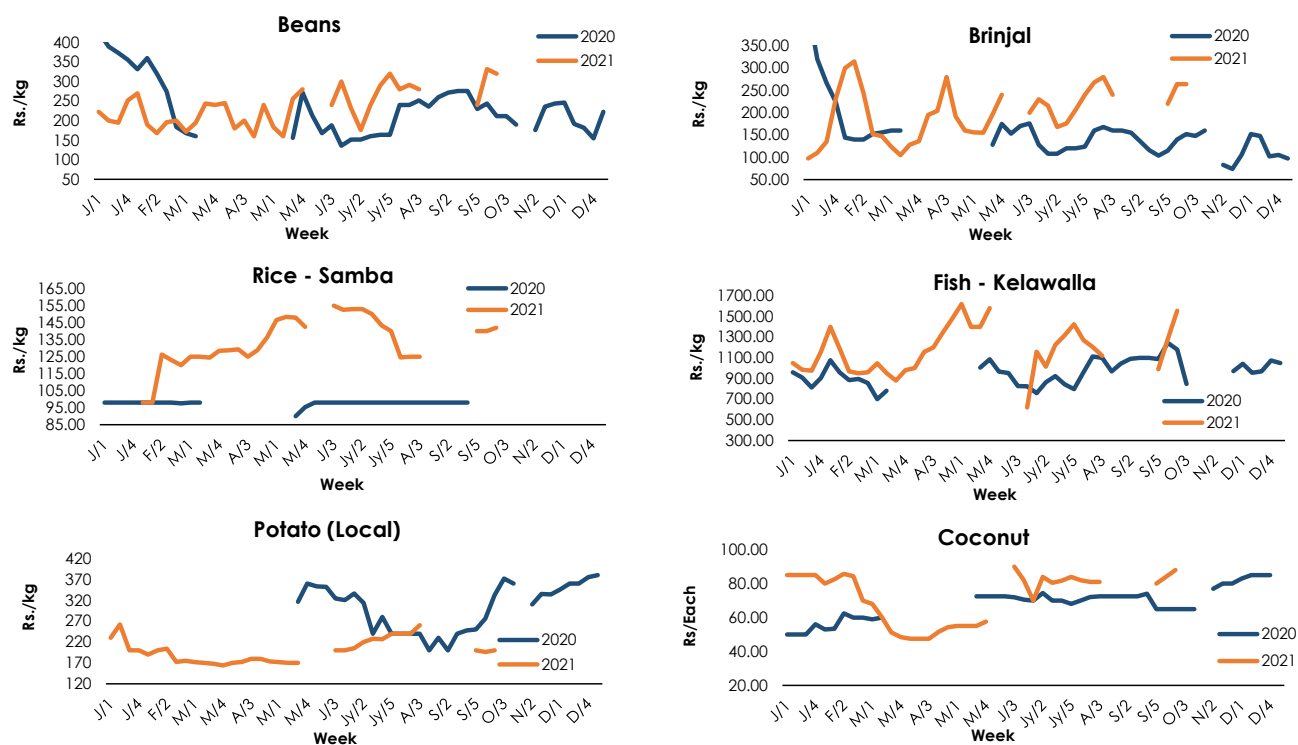 Beans
Rs./kg
400
350
300
250
200
150
100
50
2020
2021
J/1
J/4
F/2
M/1
M/4
A/3
M/1
M/4
J/3
Jy/2
Jy/5
A/3
S/2
S/5
O/3
N/2
D/1
D/4
Week
Brinjal
Rs./kg
350.00
300.00
250.00
200.00
150.00
100.00
50.00
2020
2021
J/1
J/4
F/2
M/1
M/4
A/3
M/1
M/4
J/3
Jy/2
Jy/5
A/3
S/2
S/5
O/3
N/2
D/1
D/4
Week
Rice - Samba
Rs./kg
165.00
155.00
145.00
135.00
125.00
115.00
105.00
95.00
85.00
2020
2021
J/1
J/4
F/2
M/1
M/4
A/3
M/1
M/4
J/3
Jy/2
Jy/5
A/3
S/2
S/5
O/3
N/2
D/1
D/4
Week
Fish - Kelawalla
Rs./kg
1700.00
1500.00
1300.00
1100.00
900.00
700.00
500.00
300.00
2020
2021
J/1
J/4
F/2
M/1
M/4
A/3
M/1
M/4
J/3
Jy/2
Jy/5
A/3
S/2
S/5
O/3
N/2
D/1
D/4
Week
Potato (Local)
Rs./kg
420
370
320
270
220
170
120
2020
2021
J/1
J/4
F/2
M/1
M/4
A/3
M/1
M/4
J/3
Jy/2
Jy/5
A/3
S/2
S/5
O/3
N/2
D/1
D/4
Week
Coconut
Rs/Each
100.00
80.00
60.00
40.00
20.00
2020
2021
J/1
J/4
F/2
M/1
M/4
A/3
M/1
M/4
J/3
Jy/2
Jy/5
A/3
S/2
S/5
O/3
N/2
D/1
D/4
Week